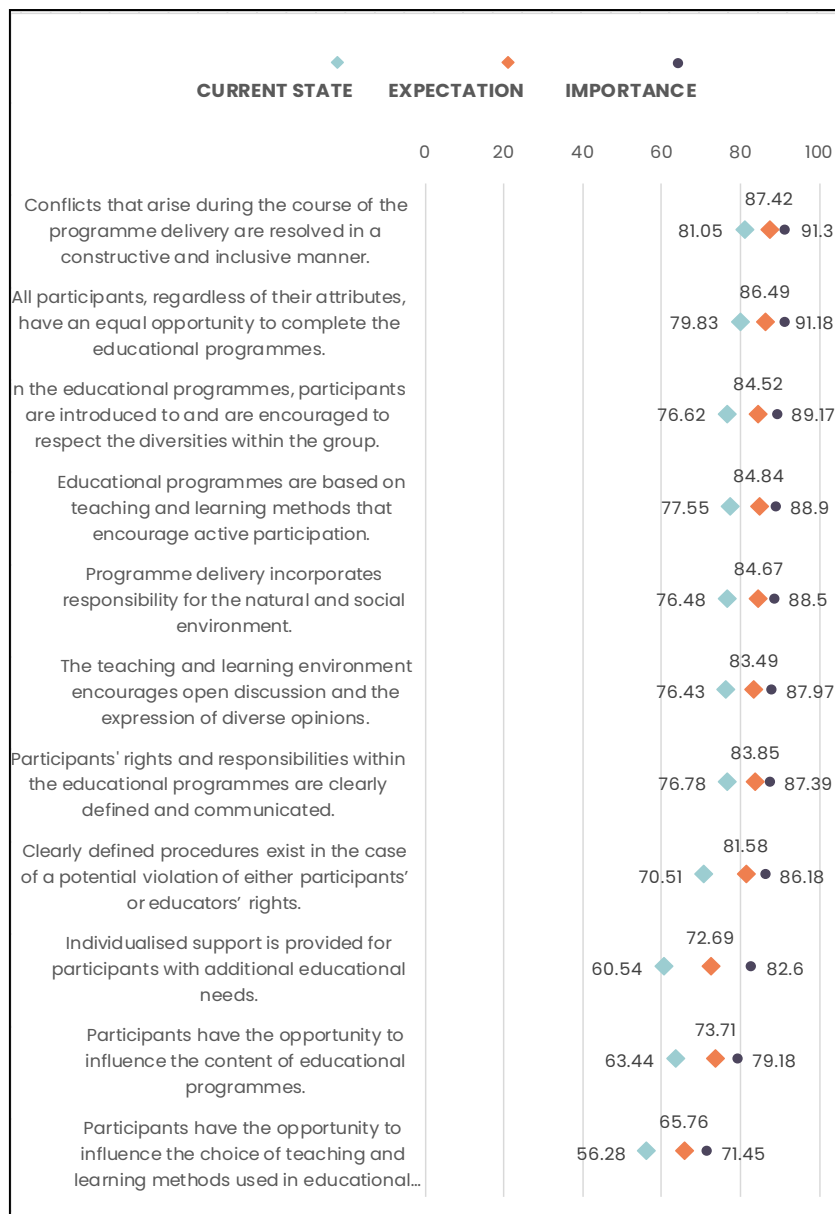 CURRENT STATE EXPECTATION IMPORTANCE
0 20 40 60 80 100
Conflicts that arise during the course of the
programme delivery are resolved in a
constructive and inclusive manner.
87.42
81.05 91.3
All participants, regardless of their attributes,
have an equal opportunity to complete the
educational programmes.
86.49
79.83 91.18
n the educational programmes, participants
are introduced to and are encouraged to
respect the diversities within the group.
84.52
76.62 89.17
Educational programmes are based on
teaching and learning methods that
encourage active participation.
84.84
77.55 88.9
Programme delivery incorporates
responsibility for the natural and social
environment.
84.67
76.48 88.5
The teaching and learning environment
encourages open discussion and the
expression of diverse opinions.
83.49
76.43 87.97
Participants' rights and responsibilities within
the educational programmes are clearly
defined and communicated.
83.85
76.78 87.39
Clearly defined procedures exist in the case
of a potential violation of either participants’
or educators’ rights.
81.58
70.51 86.18
Individualised support is provided for
participants with additional educational
needs.
72.69
60.54 82.6
Participants have the opportunity to
influence the content of educational
programmes.
73.71
63.44 79.18
Participants have the opportunity to
influence the choice of teaching and
learning methods used in educational...
65.76
56.28 71.45